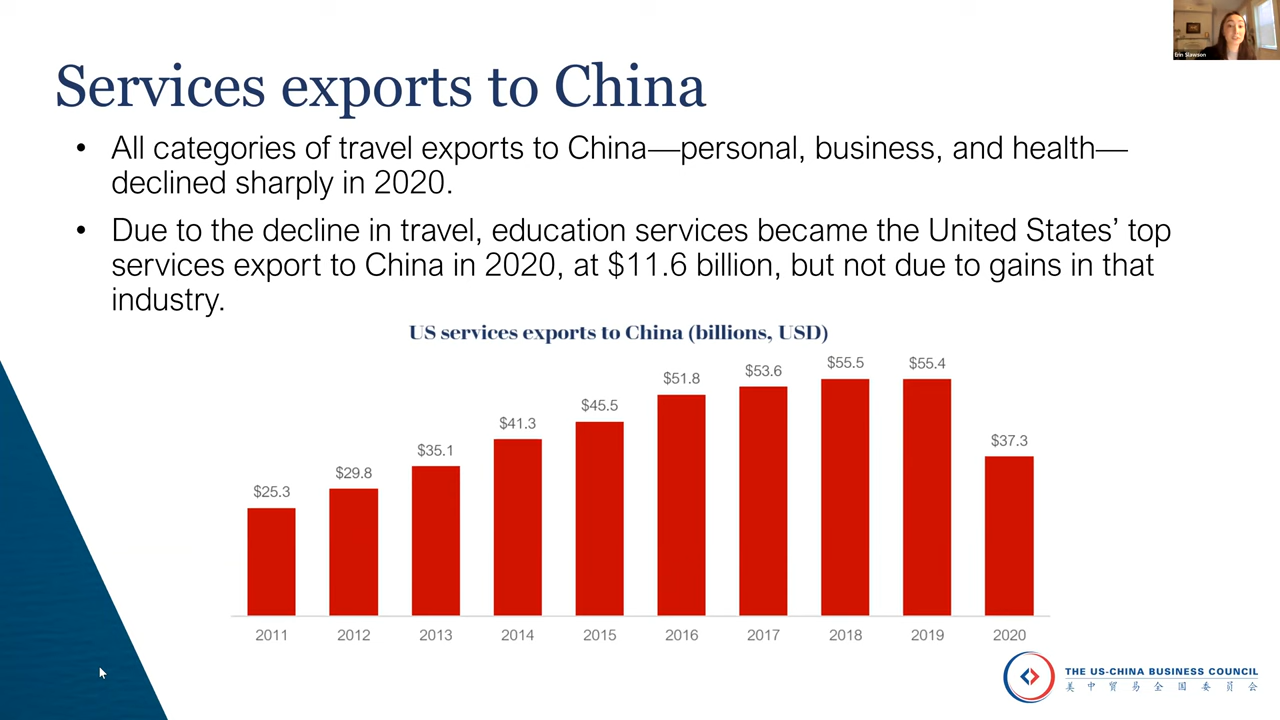 Erin Slawson
Services exports to China
• All categories of travel exports to China—personal, business, and health—
declined sharply in 2020.
• Due to the decline in travel, education services became the United States’ top
services export to China in 2020, at $11.6 billion, but not due to gains in that
industry.
US services exports to China (billions, USD)
$25.3
$29.8
$35.1
$41.3
$45.5
$51.8
$53.6
$55.5
$55.4
$37.3
2011 2012 2013 2014 2015 2016 2017 2018 2019 2020
THE US-CHINA BUSINESS COUNCIL
美中贸易全国委员会